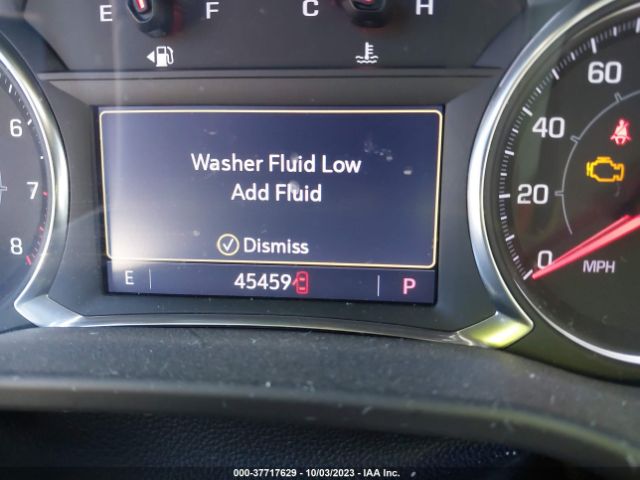 E F C H
Washer Fluid Low
Add Fluid
Dismiss
E 45459 P
6
7
8
60
40
20
0
MPH
000-37717629 - 10/03/2023 - IAA Inc.